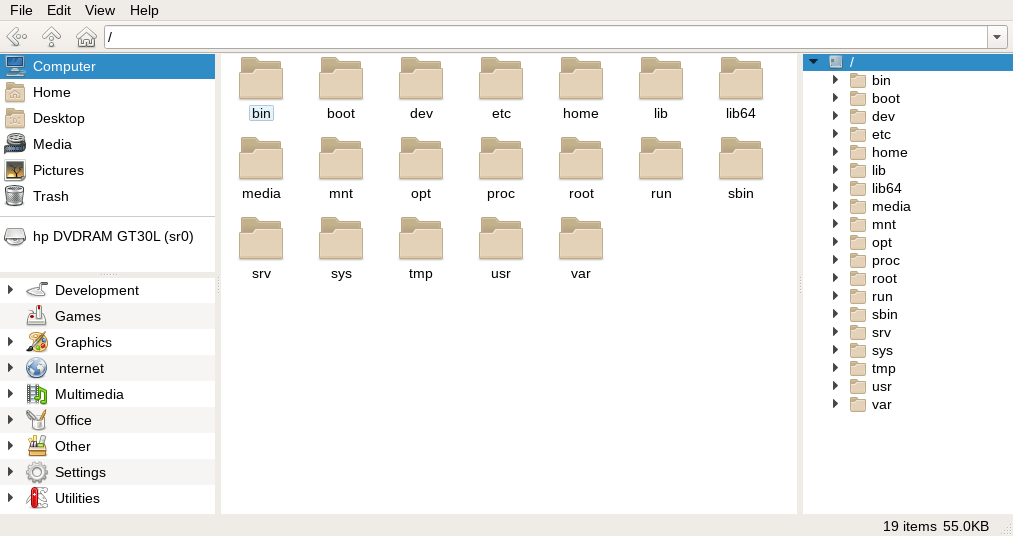 File Edit View Help
/
Computer
Home
Desktop
Media
Pictures
Trash
hp DVDRAM GT30L (sr0)
Development
Games
Graphics
Internet
Multimedia
Office
Other
Settings
Utilities
bin boot dev etc home lib lib64
media mnt opt proc root run sbin
srv sys tmp usr var
/
bin
boot
dev
etc
home
lib
lib64
media
mnt
opt
proc
root
run
sbin
srv
sys
tmp
usr
var
19 items 55.0KB